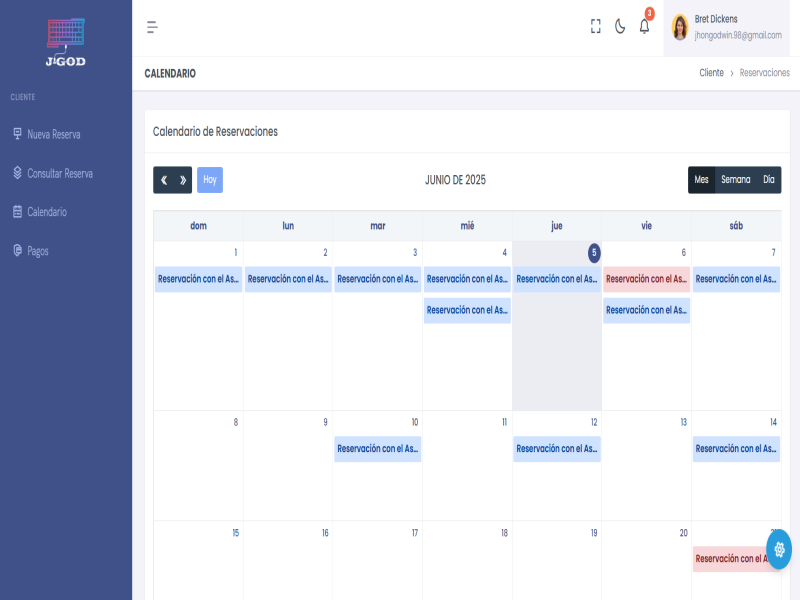 JIGOD
CLIENTE
Nueva Reserva
Consultar Reserva
Calendario
Pagos
3
Bret Dickens
jhongodwin.98@gmail.com
CALENDARIO
Cliente > Reservaciones
Calendario de Reservaciones
« » Hoy
JUNIO DE 2025
Mes Semana Día
dom lun mar mié jue vie sáb
1 2 3 4 5 6 7
Reservación con el As... Reservación con el As... Reservación con el As... Reservación con el As... Reservación con el As... Reservación con el As... Reservación con el As...
Reservación con el As... Reservación con el As...
8 9 10 11 12 13 14
Reservación con el As... Reservación con el As... Reservación con el As...
15 16 17 18 19 20
Reservación con el A